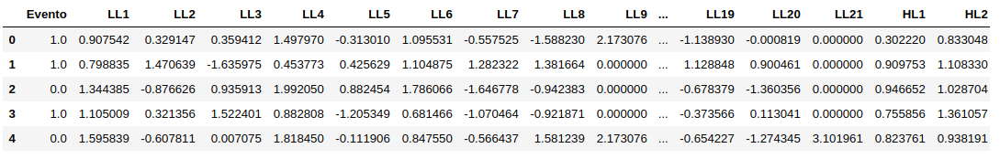 Evento LL1 LL2 LL3 LL4 LL5 LL6 LL7 LL8 LL9 ... LL19 LL20 LL21 HL1 HL2
0 1.0 0.907542 0.329147 0.359412 1.497970 -0.313010 1.095531 -0.557525 -1.588230 2.173076 ... -1.138930 -0.000819 0.000000 0.302220 0.833048
1 1.0 0.798835 1.470639 -1.635975 0.453773 0.425629 1.104875 1.282322 1.381664 0.000000 ... 1.128848 0.900461 0.000000 0.909753 1.108330
2 0.0 1.344385 -0.876626 0.935913 1.992050 0.882454 1.786066 -1.646778 -0.942383 0.000000 ... -0.678379 -1.360356 0.000000 0.946652 1.028704
3 1.0 1.105009 0.321356 1.522401 0.882808 -1.205349 0.681466 -1.070464 -0.921871 0.000000 ... -0.373566 0.113041 0.000000 0.755856 1.361057
4 0.0 1.595839 -0.607811 0.007075 1.818450 -0.111906 0.847550 -0.566437 1.581239 2.173076 ... -0.654227 -1.274345 3.101961 0.823761 0.938191